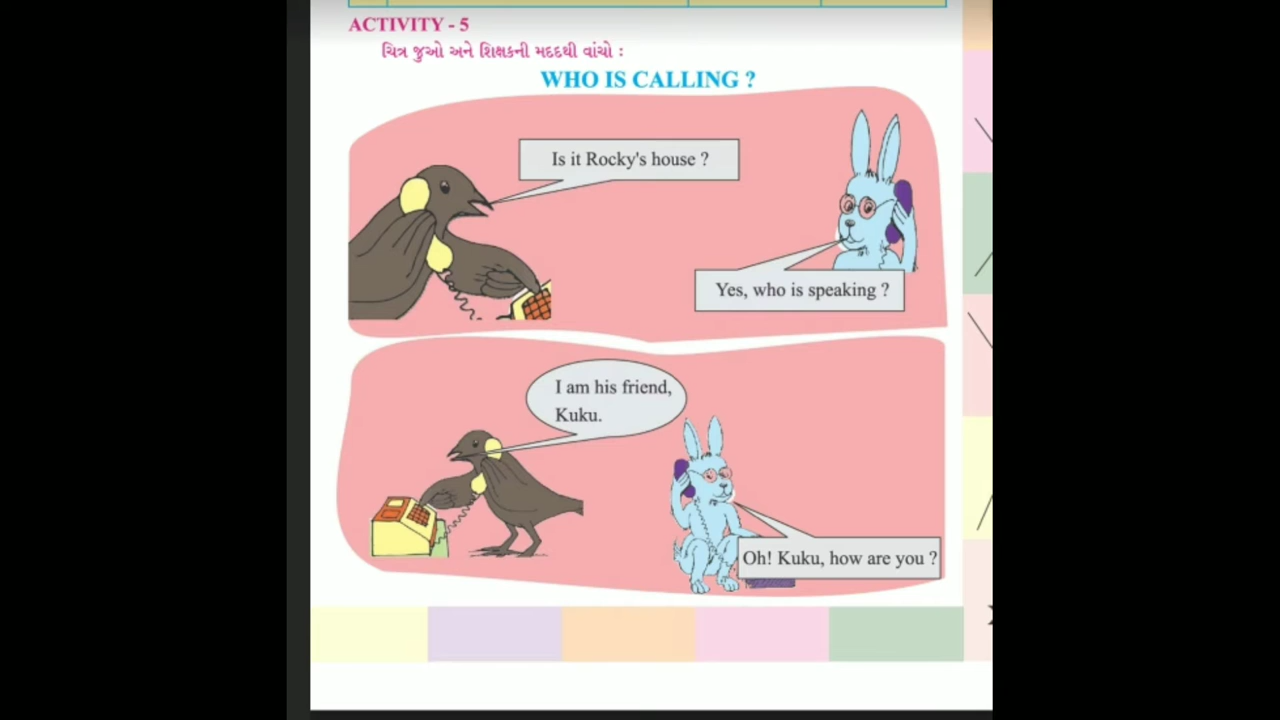 ACTIVITY - 5
ચિત્ર જુઓ અને શિક્ષકની મદદથી વાંચો :
WHO IS CALLING ?
Is it Rocky's house ?
Yes, who is speaking ?
I am his friend,
Kuku.
Oh! Kuku, how are you ?